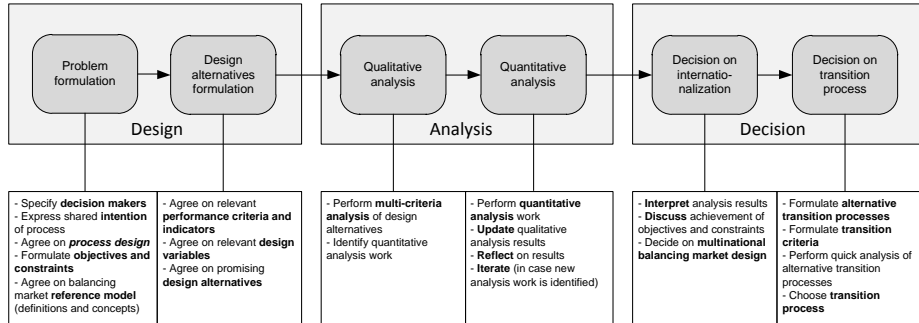 Problem
formulation
Design
alternatives
formulation
Design
Qualitative
analysis
Quantitative
analysis
Analysis
Decision on
internatio-
nalization
Decision on
transition
process
Decision
- Specify decision makers
- Express shared intention
of process
- Agree on process design
- Formulate objectives and
constraints
- Agree on balancing
market reference model
(definitions and concepts)
- Agree on relevant
performance criteria and
indicators
- Agree on relevant design
variables
- Agree on promising
design alternatives
- Perform multi-criteria
analysis of design
alternatives
- Identify quantitative
analysis work
- Perform quantitative
analysis work
- Update qualitative
analysis results
- Reflect on results
- Iterate (in case new
analysis work is identified)
- Interpret analysis results
- Discuss achievement of
objectives and constraints
- Decide on multinational
balancing market design
- Formulate alternative
transition processes
- Formulate transition
criteria
- Perform quick analysis of
alternative transition
processes
- Choose transition
process